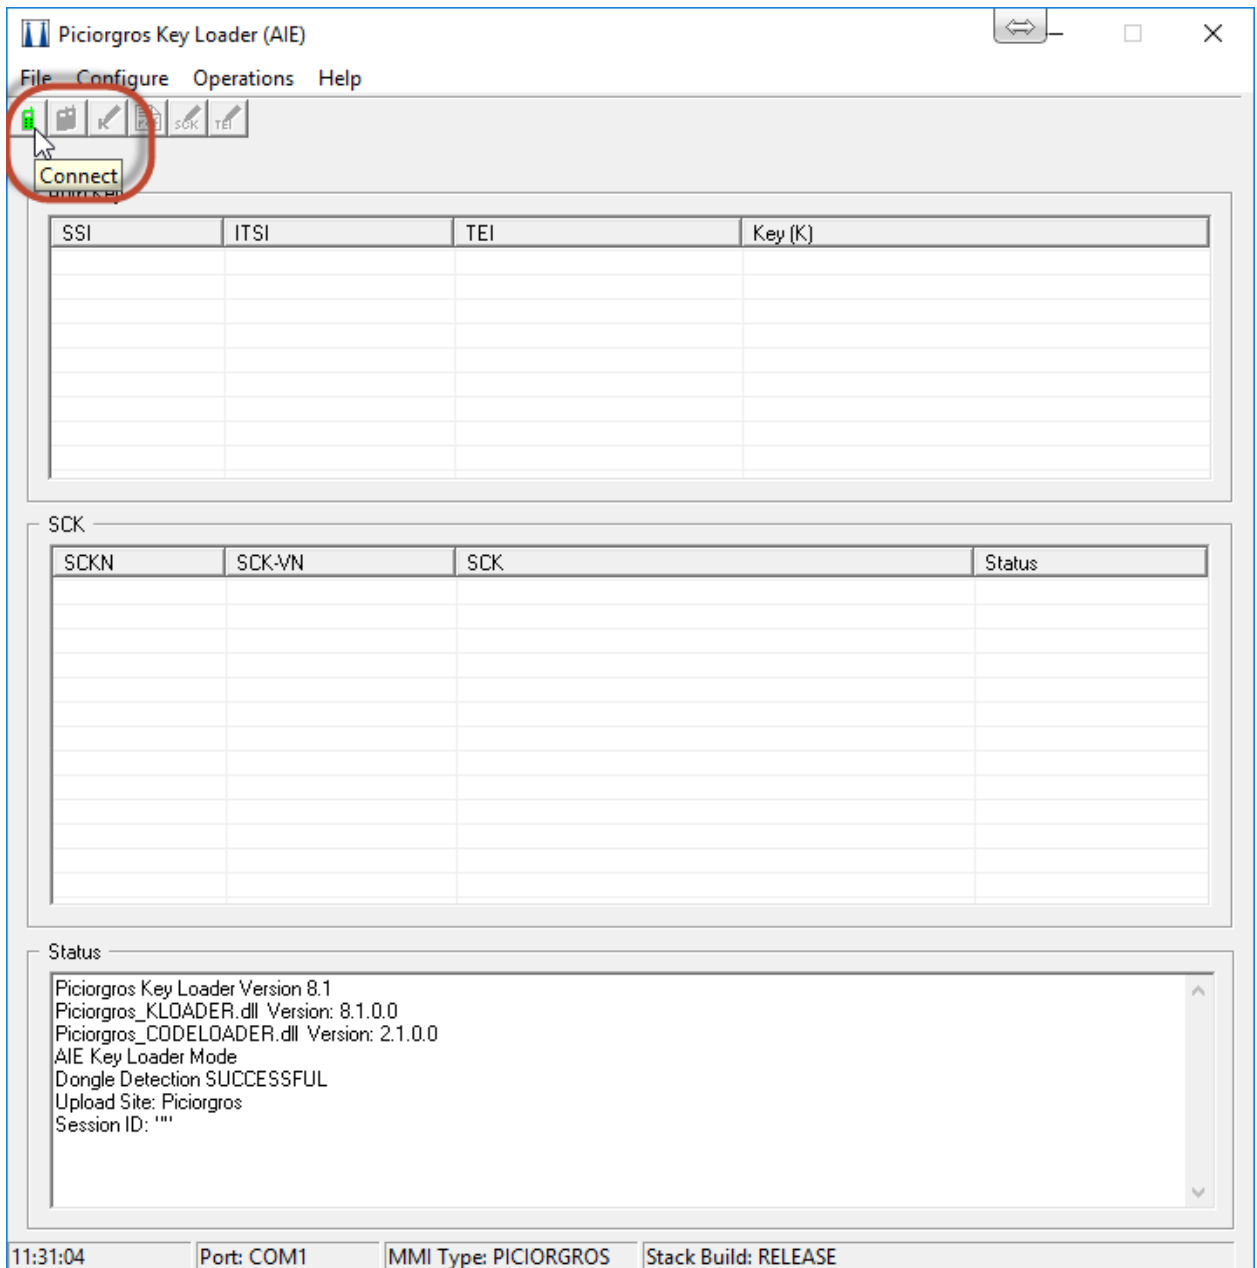 Piciorgros Key Loader (AIE)
File Configure Operations Help
K SCK TEI
Connect
SSI ITSI TEI Key (K)
SCK
SCKN SCK-VN SCK Status
Status
Piciorgros Key Loader Version 8.1
Piciorgros_KLOADER.dll Version: 8.1.0.0
Piciorgros_CODELOADER.dll Version: 2.1.0.0
AIE Key Loader Mode
Dongle Detection SUCCESSFUL
Upload Site: Piciorgros
Session ID: ""
11:31:04 Port: COM1 MMI Type: PICIORGROS Stack Build: RELEASE